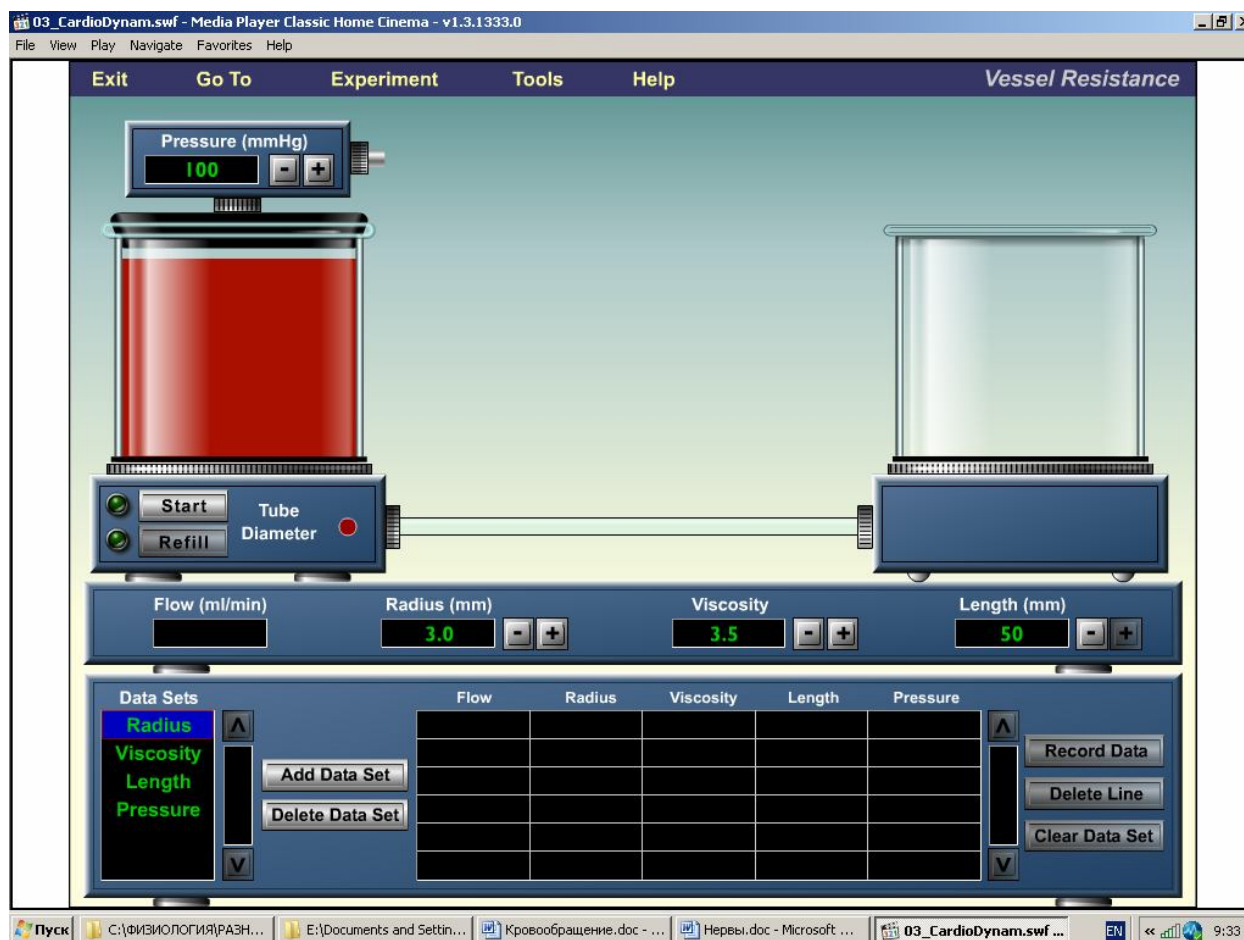 03_CardioDynam.swf - Media Player Classic Home Cinema - v1.3.1333.0
File View Play Navigate Favorites Help
Exit Go To Experiment Tools Help Vessel Resistance
Pressure (mmHg)
100 - +
Start
Refill
Tube
Diameter
Flow (ml/min) Radius (mm) Viscosity Length (mm)
3.0 - + 3.5 - + 50 - +
Data Sets Flow Radius Viscosity Length Pressure
Radius
Viscosity
Length
Pressure
Add Data Set
Delete Data Set
Record Data
Delete Line
Clear Data Set
Пуск C:\ФИЗИОЛОГИЯ\РАЗН... E:\Documents and Settin... Кровообращение.doc - ... Нервы.doc - Microsoft ... 03_CardioDynam.swf ... EN « 9:33